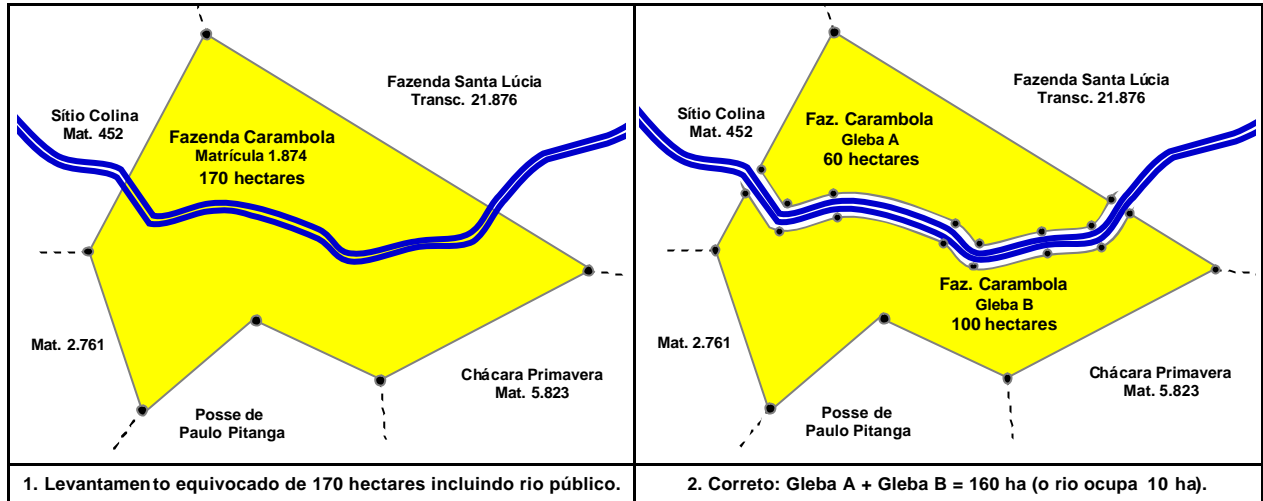 Fazenda Santa Lúcia
Transc. 21.876
Sítio Colina
Mat. 452
Fazenda Carambola
Matrícula 1.874
170 hectares
Mat. 2.761
Chácara Primavera
Mat. 5.823
Posse de
Paulo Pitanga
1. Levantamento equivocado de 170 hectares incluindo rio público.
Fazenda Santa Lúcia
Transc. 21.876
Sítio Colina
Mat. 452
Faz. Carambola
Gleba A
60 hectares
Faz. Carambola
Gleba B
100 hectares
Mat. 2.761
Chácara Primavera
Mat. 5.823
Posse de
Paulo Pitanga
2. Correto: Gleba A + Gleba B = 160 ha (o rio ocupa 10 ha).